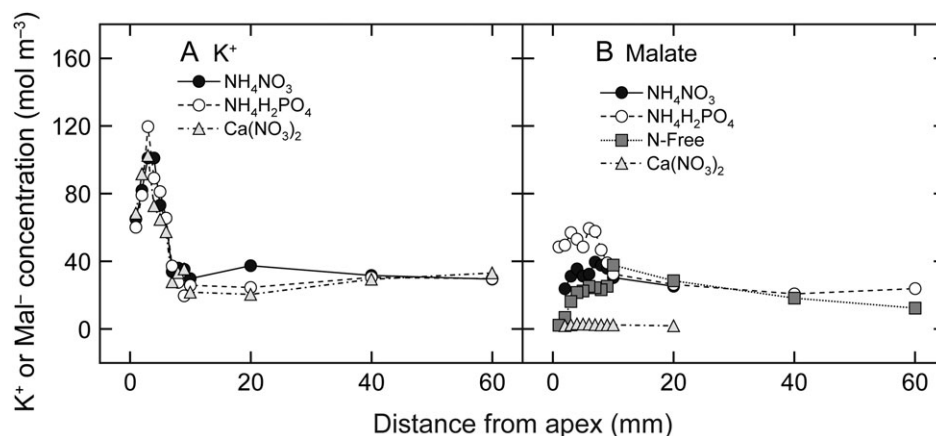 K⁺ or Mal⁻ concentration (mol m⁻³)
160
120
80
40
0
A K⁺
NH₄NO₃
NH₄H₂PO₄
Ca(NO₃)₂
0 20 40 60
B Malate
NH₄NO₃
NH₄H₂PO₄
N-Free
Ca(NO₃)₂
0 20 40 60
Distance from apex (mm)